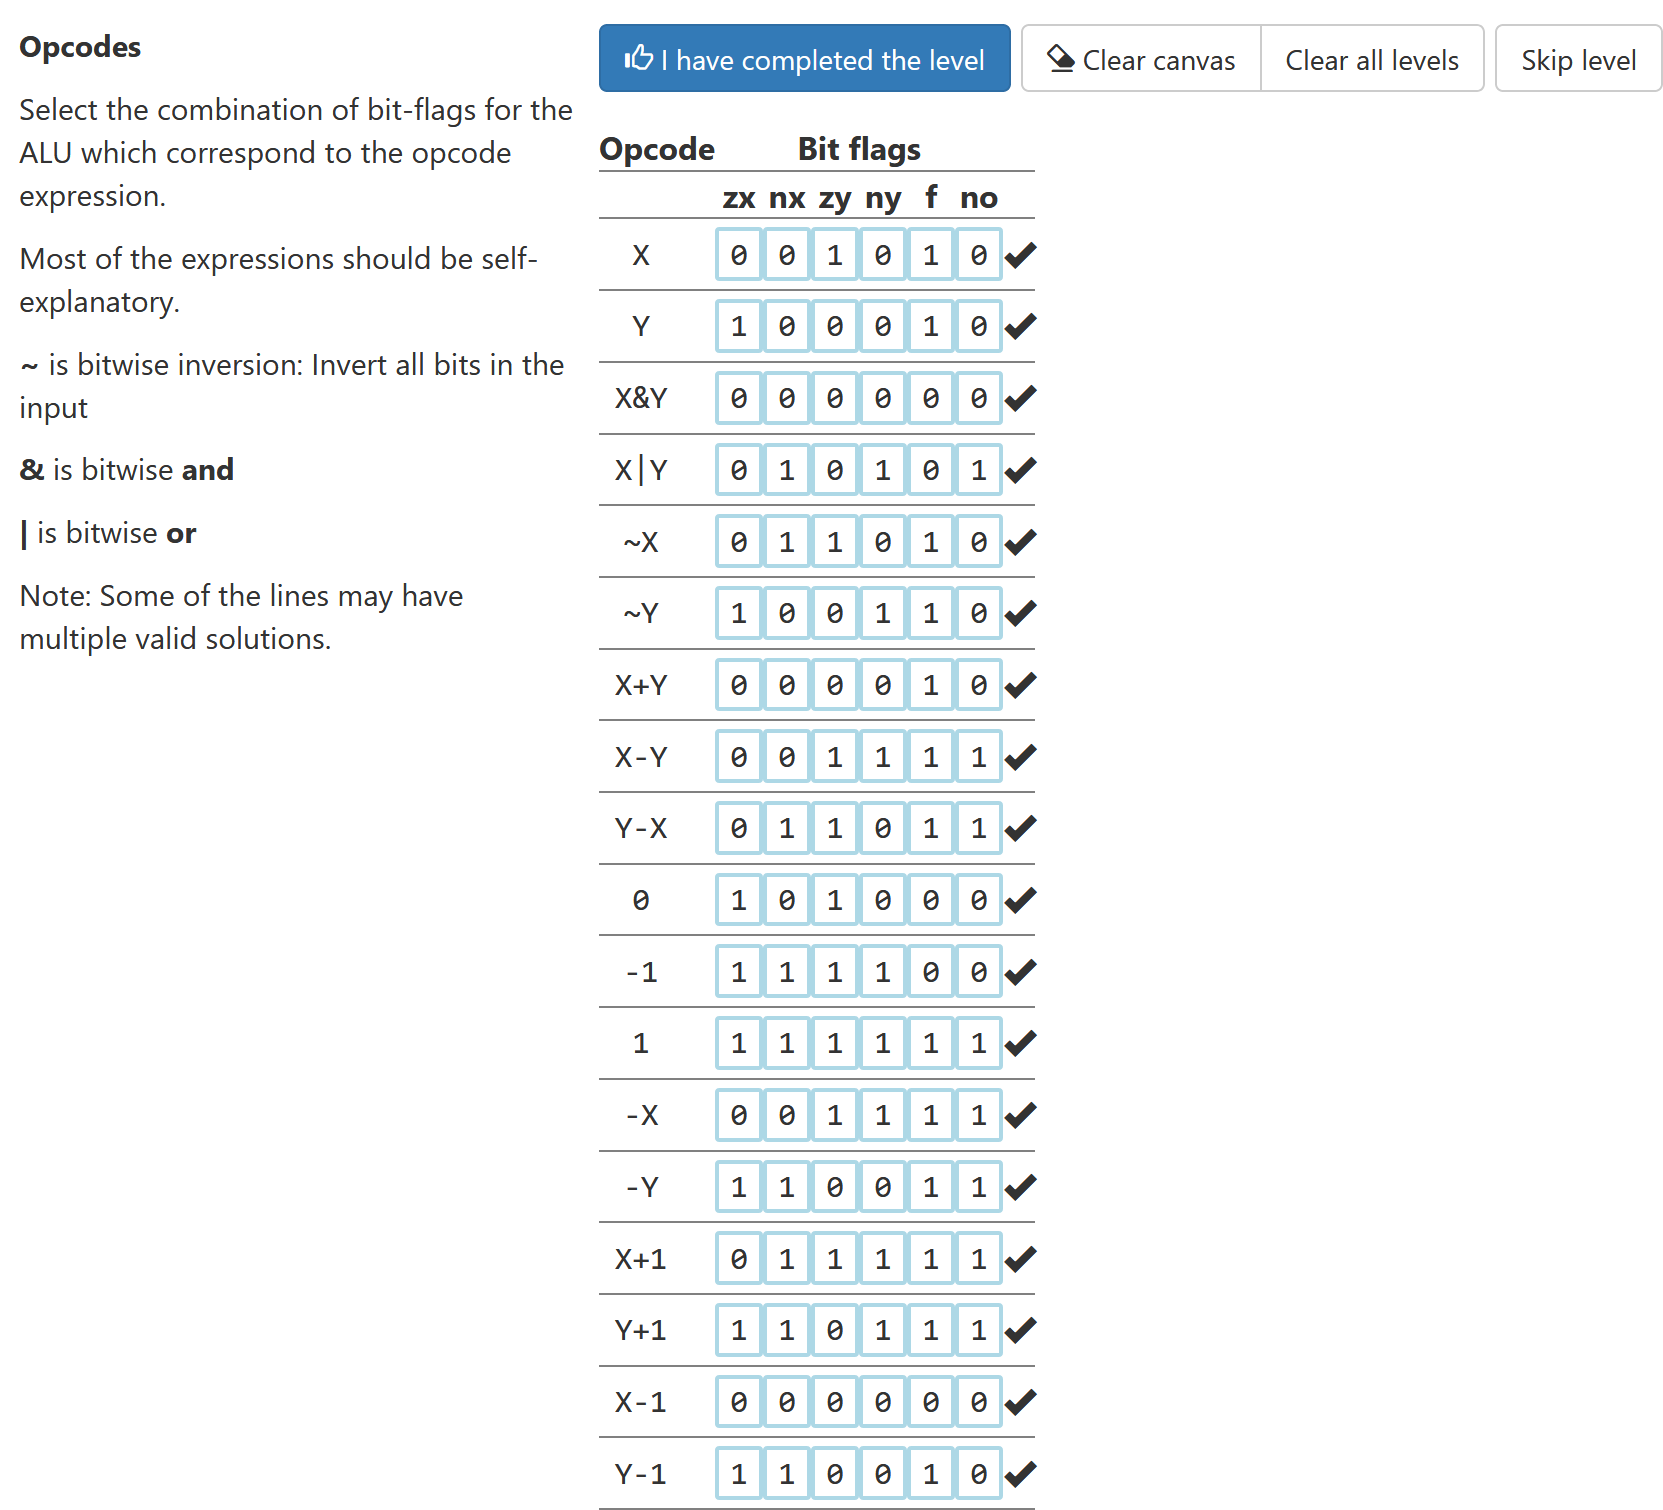 Opcodes
Select the combination of bit-flags for the
ALU which correspond to the opcode
expression.
Most of the expressions should be self-
explanatory.
~ is bitwise inversion: Invert all bits in the
input
& is bitwise and
| is bitwise or
Note: Some of the lines may have
multiple valid solutions.
I have completed the level Clear canvas Clear all levels Skip level
Opcode Bit flags
zx nx zy ny f no
X 0 0 1 0 1 0 ✔
Y 1 0 0 0 1 0 ✔
X&Y 0 0 0 0 0 0 ✔
X|Y 0 1 0 1 0 1 ✔
~X 0 1 1 0 1 0 ✔
~Y 1 0 0 1 1 0 ✔
X+Y 0 0 0 0 1 0 ✔
X-Y 0 0 1 1 1 1 ✔
Y-X 0 1 1 0 1 1 ✔
0 1 0 1 0 0 0 ✔
-1 1 1 1 1 0 0 ✔
1 1 1 1 1 1 1 ✔
-X 0 0 1 1 1 1 ✔
-Y 1 1 0 0 1 1 ✔
X+1 0 1 1 1 1 1 ✔
Y+1 1 1 0 1 1 1 ✔
X-1 0 0 0 0 0 0 ✔
Y-1 1 1 0 0 1 0 ✔